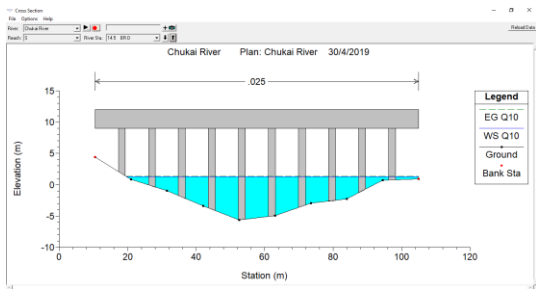 Cross Section
File Options Help
River: Chukai River
Reload Data
Reach: S River Sta.: 14.5 BR D
Chukai River Plan: Chukai River 30/4/2019
.025
Legend
EG Q10
WS Q10
Ground
Bank Sta
15
10
5
0
-5
-10
Elevation (m)
0 20 40 60 80 100 120
Station (m)